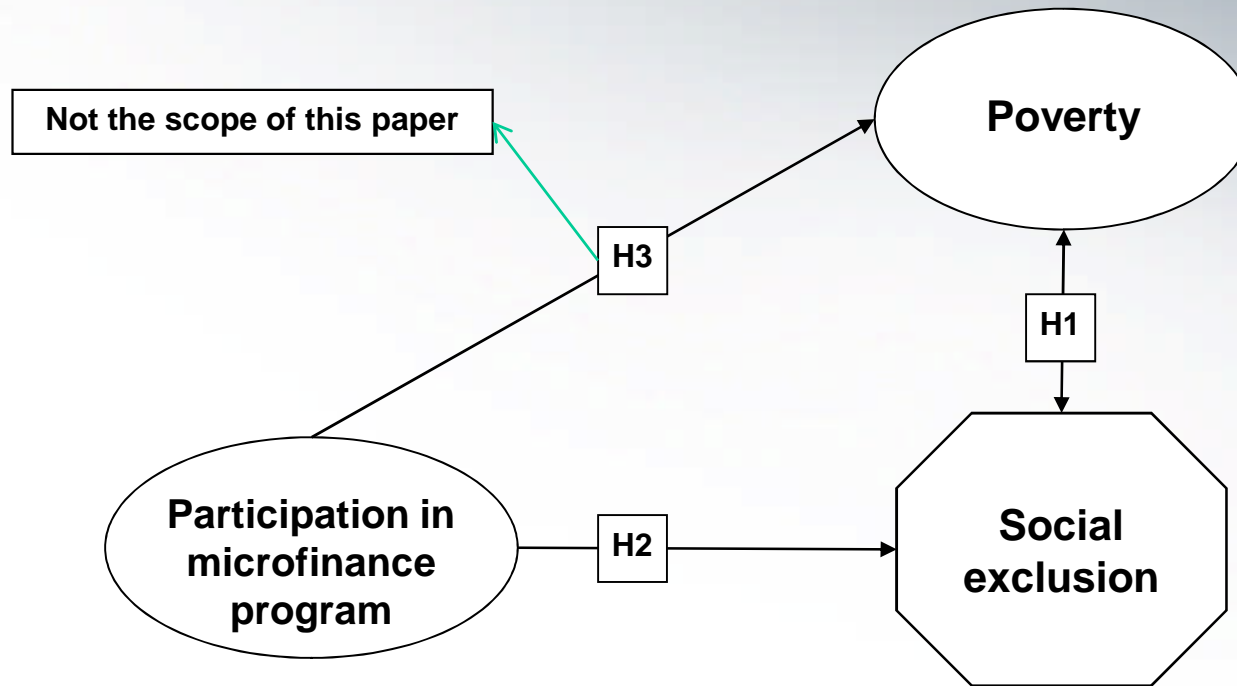 Not the scope of this paper
Poverty
H3
H1
Participation in
microfinance
program
H2
Social
exclusion